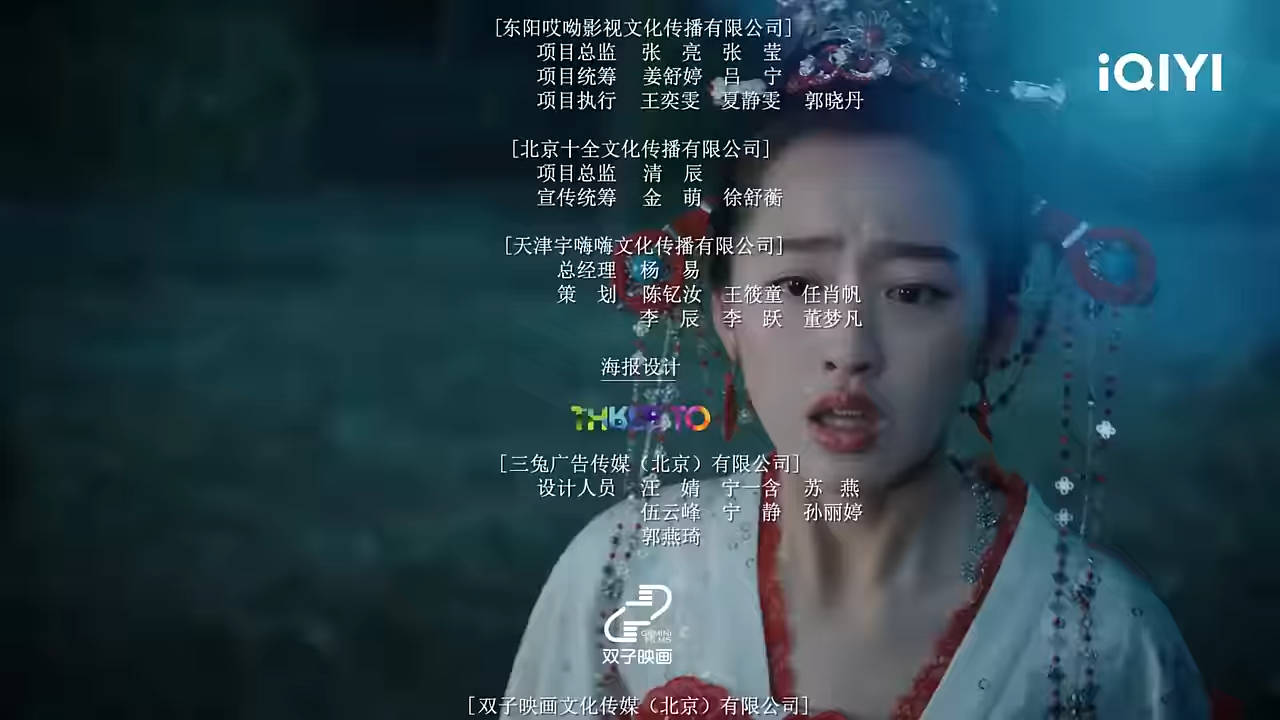 [东阳哎呦影视文化传播有限公司]
iQIYI
项目总监 张 亮 张 莹
项目统筹 姜舒婷 吕 宁
项目执行 王奕雯 夏静雯 郭晓丹
[北京十全文化传播有限公司]
项目总监 清 辰
宣传统筹 金 萌 徐舒蘅
[天津宇嗨嗨文化传播有限公司]
总经理 杨 易
策 划 陈钇汝 王筱童 任肖帆
李 辰 李 跃 董梦凡
海报设计
THREE TO
[三兔广告传媒（北京）有限公司]
设计人员 汪 婧 宁一含 苏 燕
伍云峰 宁 静 孙丽婷
郭燕琦
GEMINI
FILMS
双子映画
[双子映画文化传媒（北京）有限公司]